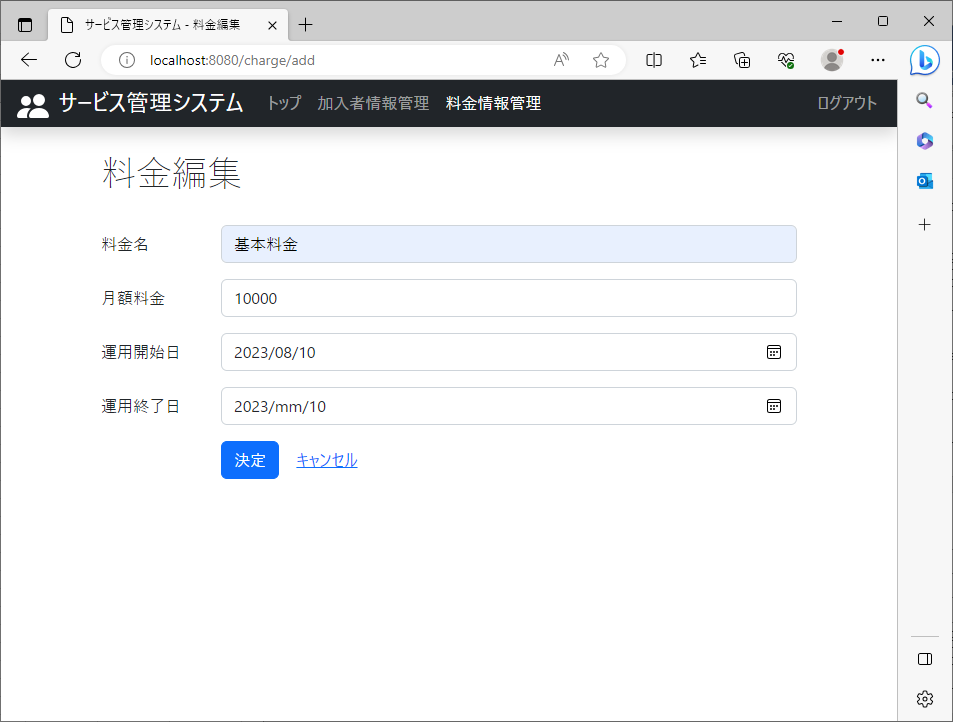 サービス管理システム - 料金編集
localhost:8080/charge/add
サービス管理システム トップ 加入者情報管理 料金情報管理 ログアウト
料金編集
料金名 基本料金
月額料金 10000
運用開始日 2023/08/10
運用終了日 2023/mm/10
決定 キャンセル